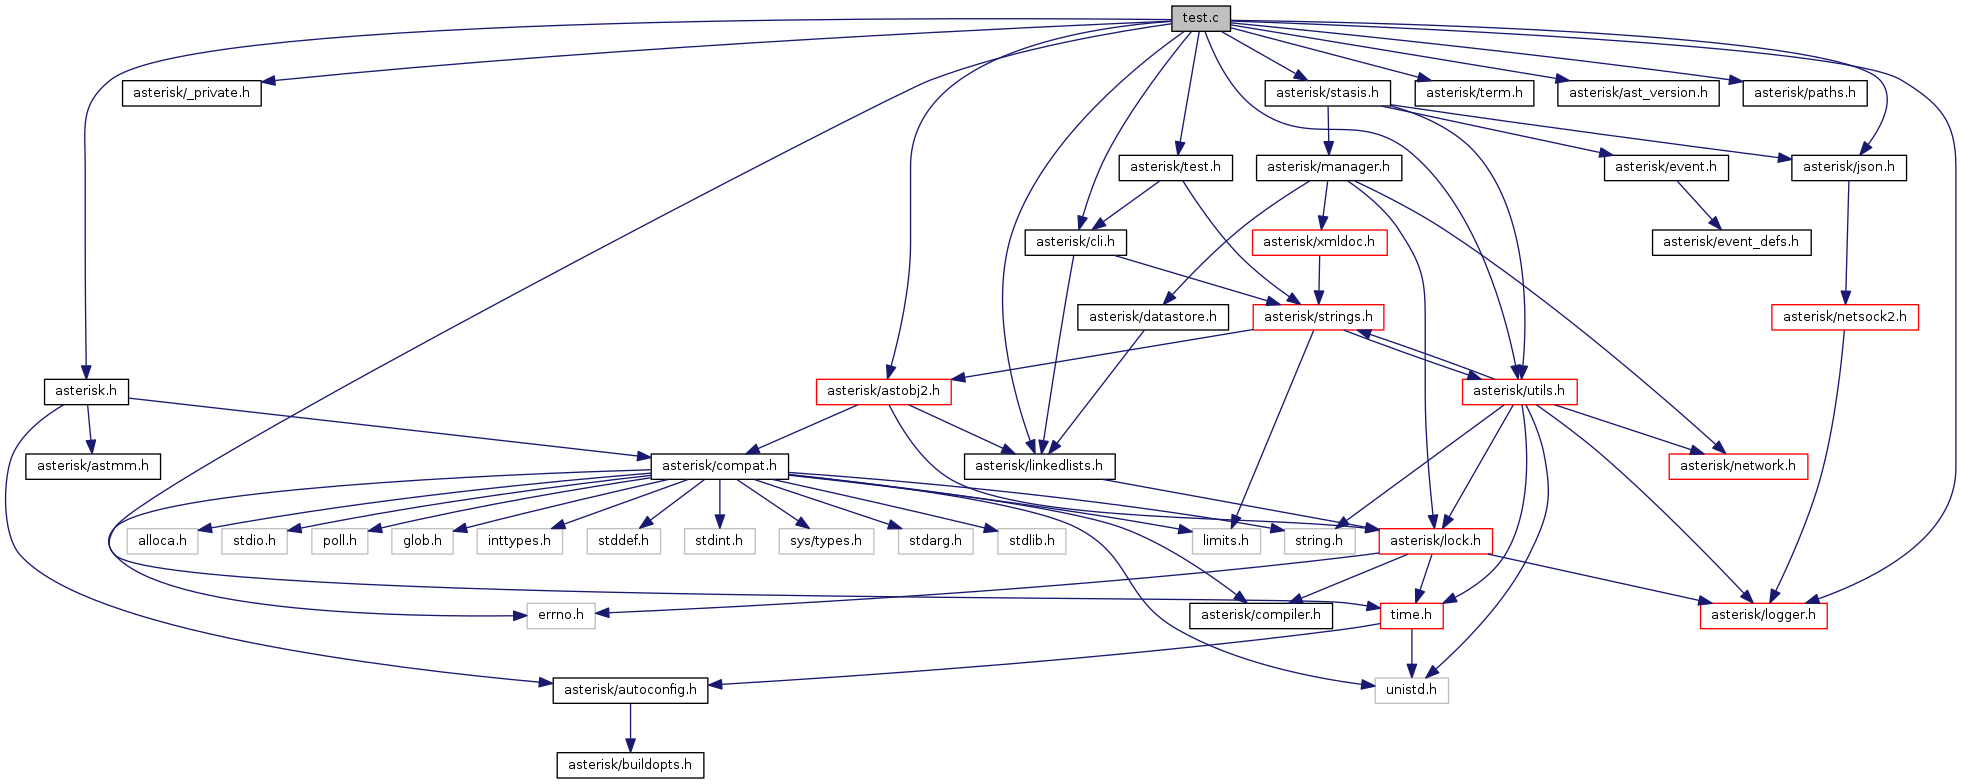 test.c
asterisk/_private.h
asterisk/stasis.h
asterisk/term.h
asterisk/ast_version.h
asterisk/paths.h
asterisk/test.h
asterisk/manager.h
asterisk/event.h
asterisk/json.h
asterisk/cli.h
asterisk/xmldoc.h
asterisk/event_defs.h
asterisk/datastore.h
asterisk/strings.h
asterisk/netsock2.h
asterisk.h
asterisk/astobj2.h
asterisk/utils.h
asterisk/astmm.h
asterisk/compat.h
asterisk/linkedlists.h
asterisk/network.h
alloca.h
stdio.h
poll.h
glob.h
inttypes.h
stddef.h
stdint.h
sys/types.h
stdarg.h
stdlib.h
limits.h
string.h
asterisk/lock.h
errno.h
asterisk/compiler.h
time.h
asterisk/logger.h
asterisk/autoconfig.h
unistd.h
asterisk/buildopts.h